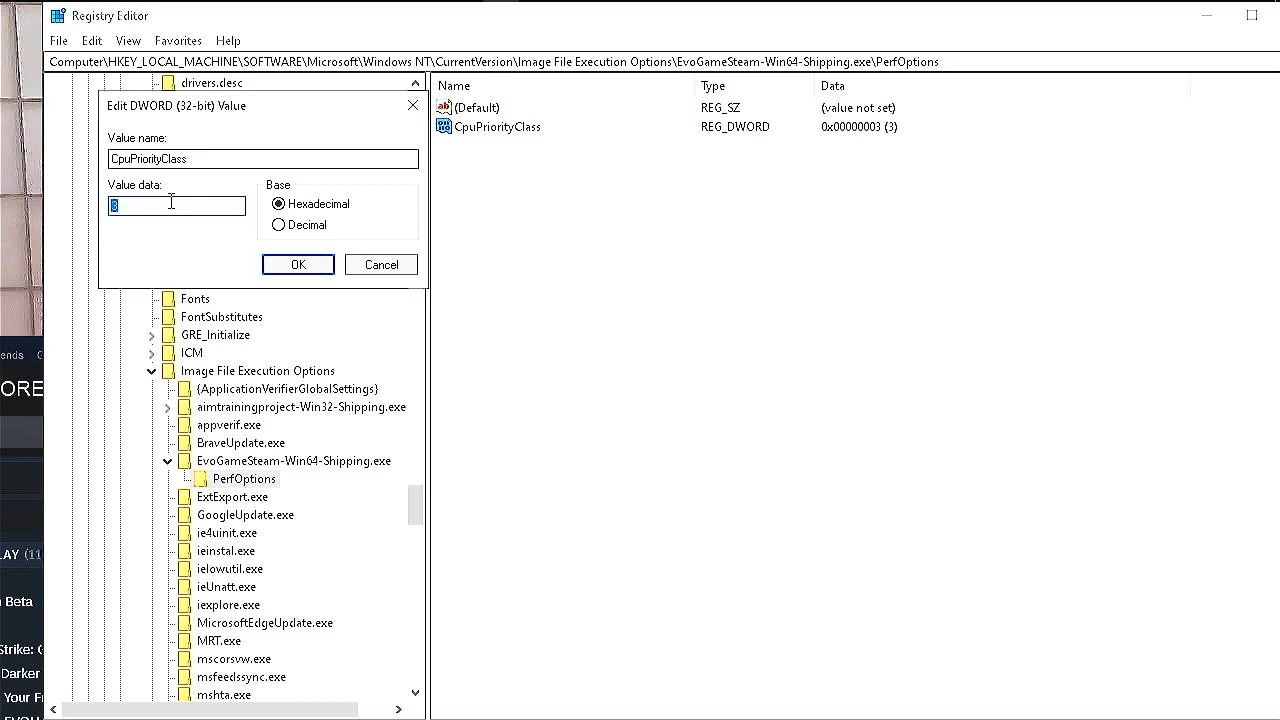 Registry Editor
File Edit View Favorites Help
Computer\HKEY_LOCAL_MACHINE\SOFTWARE\Microsoft\Windows NT\CurrentVersion\Image File Execution Options\EvoGameSteam-Win64-Shipping.exe\PerfOptions
drivers.desc
Name Type Data
(Default) REG_SZ (value not set)
CpuPriorityClass REG_DWORD 0x00000003 (3)
Edit DWORD (32-bit) Value
Value name:
CpuPriorityClass
Value data:
3
Base
Hexadecimal
Decimal
OK Cancel
Fonts
FontSubstitutes
GRE_Initialize
ICM
Image File Execution Options
{ApplicationVerifierGlobalSettings}
aimtrainingproject-Win32-Shipping.exe
appverif.exe
BraveUpdate.exe
EvoGameSteam-Win64-Shipping.exe
PerfOptions
ExtExport.exe
GoogleUpdate.exe
ie4uinit.exe
ieinstal.exe
ielowutil.exe
ieUnatt.exe
iexplore.exe
MicrosoftEdgeUpdate.exe
MRT.exe
mscorsvw.exe
msfeedssync.exe
mshta.exe
ends
ORE
LAY (11
Beta
Strike:
Darker
Your